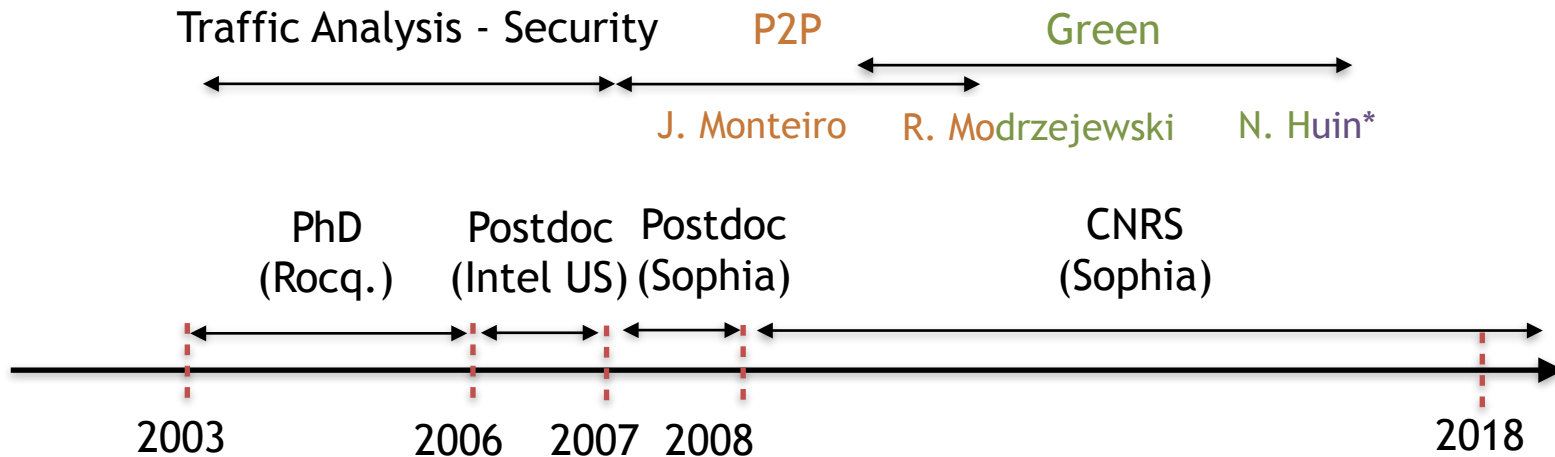 Traffic Analysis - Security P2P Green
J. Monteiro R. Modrzejewski N. Huin*
PhD Postdoc Postdoc CNRS
(Rocq.) (Intel US) (Sophia) (Sophia)
2003 2006 2007 2008 2018